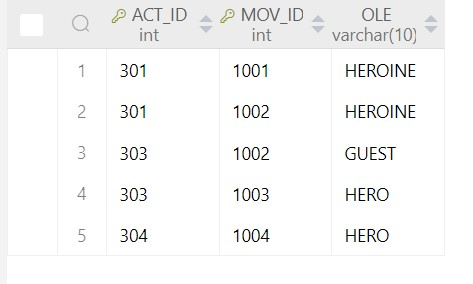 ACT_ID MOV_ID OLE
int int varchar(10)
1 301 1001 HEROINE
2 301 1002 HEROINE
3 303 1002 GUEST
4 303 1003 HERO
5 304 1004 HERO